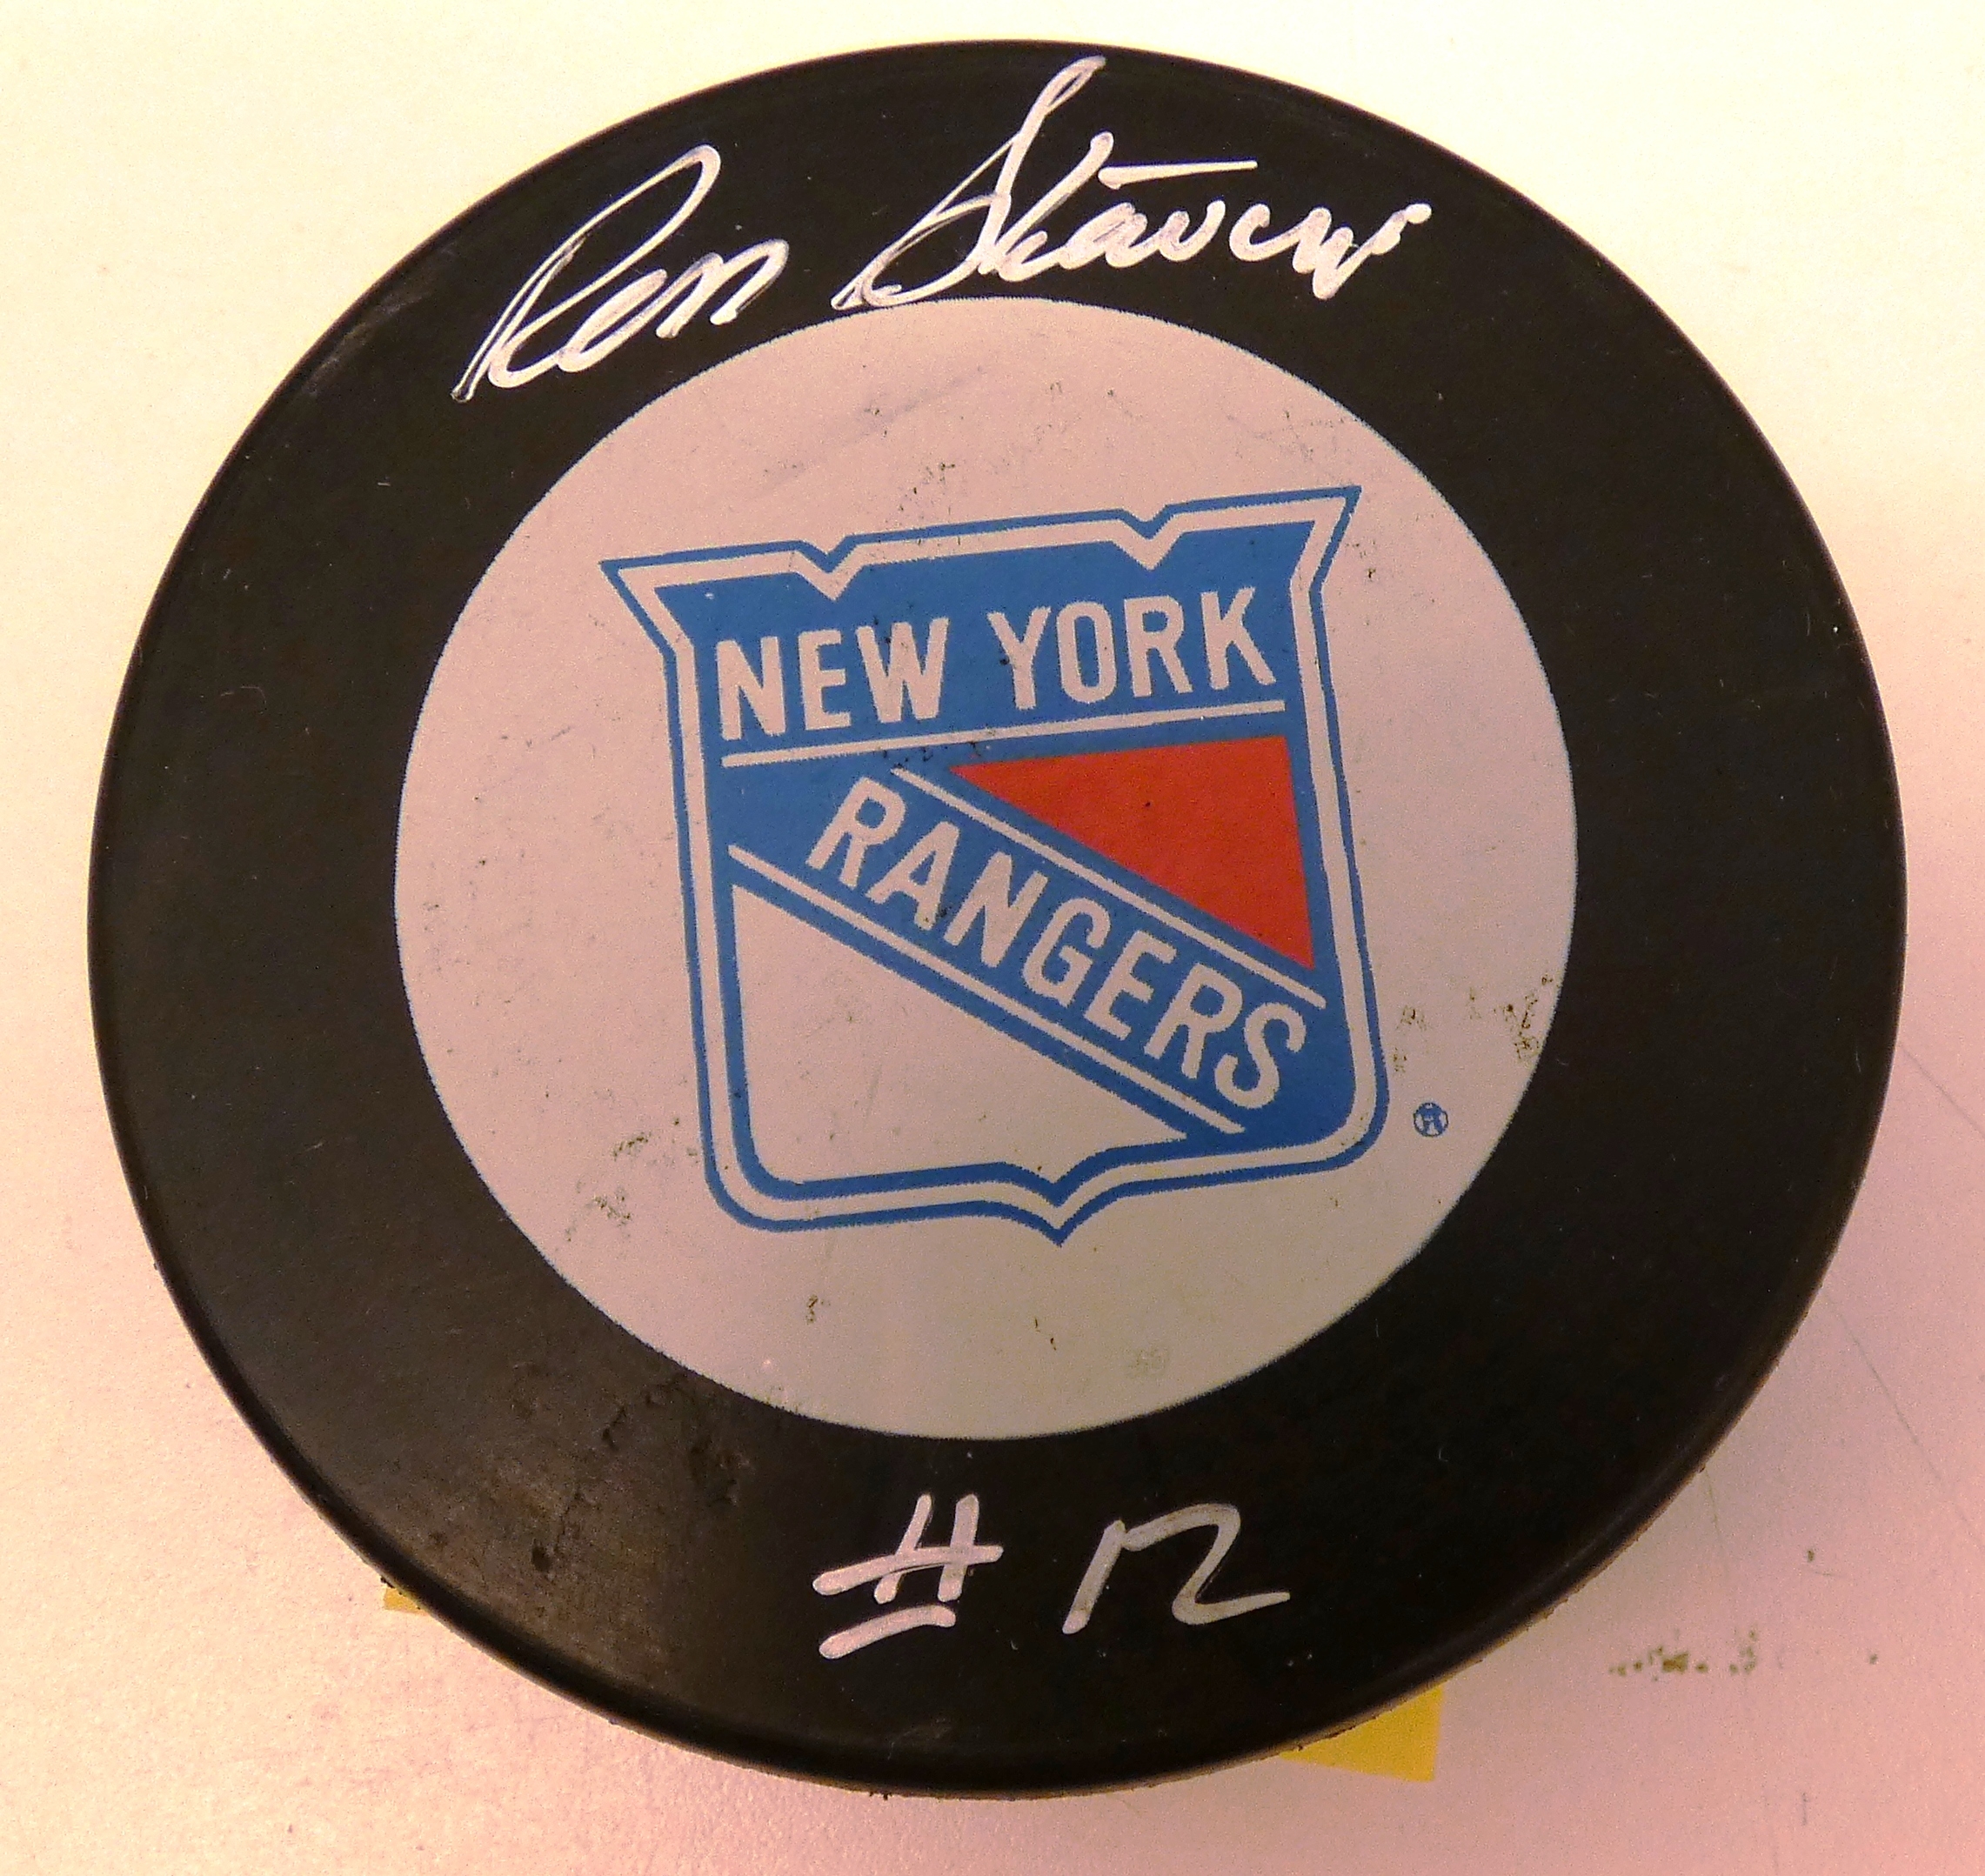 Ron
NEW YORK
RANGERS
®
#12